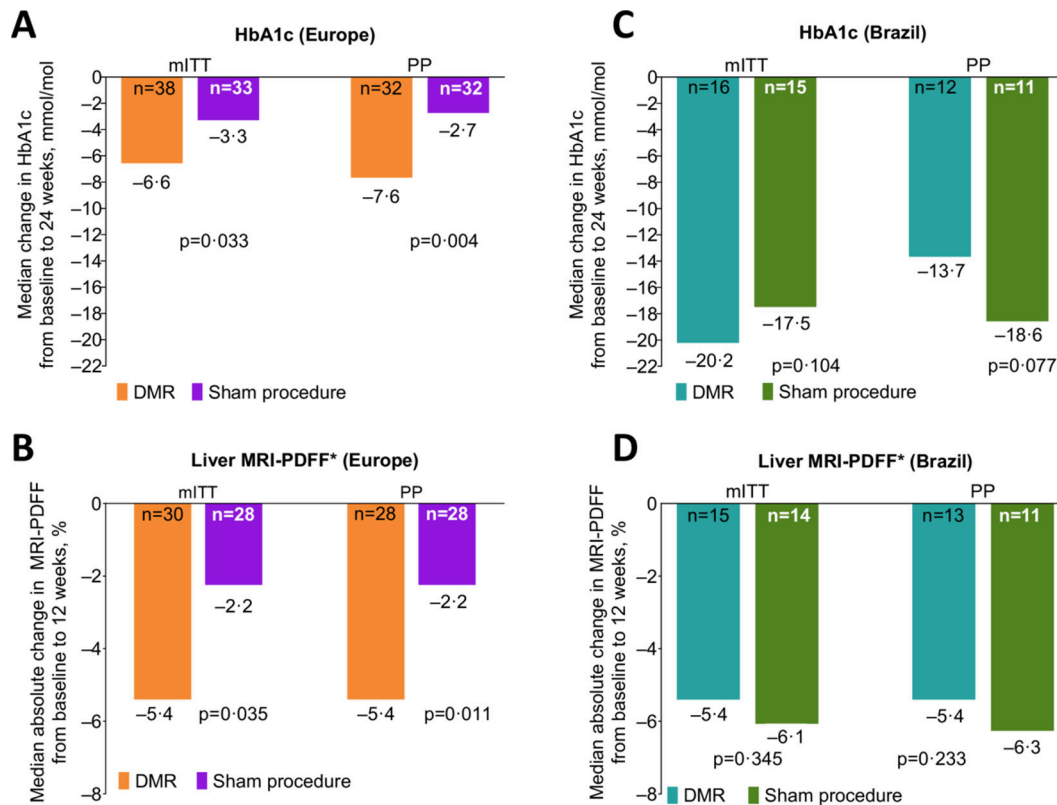 A
HbA1c (Europe)
mITT
PP
Median change in HbA1c
from baseline to 24 weeks, mmol/mol
0
–2
–4
–6
–8
–10
–12
–14
–16
–18
–20
–22
n=38
n=33
n=32
n=32
–6·6
–3·3
–7·6
–2·7
p=0·033
p=0·004
DMR
Sham procedure
C
HbA1c (Brazil)
mITT
PP
Median change in HbA1c
from baseline to 24 weeks, mmol/mol
0
–2
–4
–6
–8
–10
–12
–14
–16
–18
–20
–22
n=16
n=15
n=12
n=11
–20·2
–17·5
–13·7
–18·6
p=0·104
p=0·077
DMR
Sham procedure
B
Liver MRI-PDFF* (Europe)
mITT
PP
Median absolute change in MRI-PDFF
from baseline to 12 weeks, %
0
–2
–4
–6
–8
n=30
n=28
n=28
n=28
–5·4
–2·2
–5·4
–2·2
p=0·035
p=0·011
DMR
Sham procedure
D
Liver MRI-PDFF* (Brazil)
mITT
PP
Median absolute change in MRI-PDFF
from baseline to 12 weeks, %
0
–2
–4
–6
–8
n=15
n=14
n=13
n=11
–5·4
–6·1
–5·4
–6·3
p=0·345
p=0·233
DMR
Sham procedure